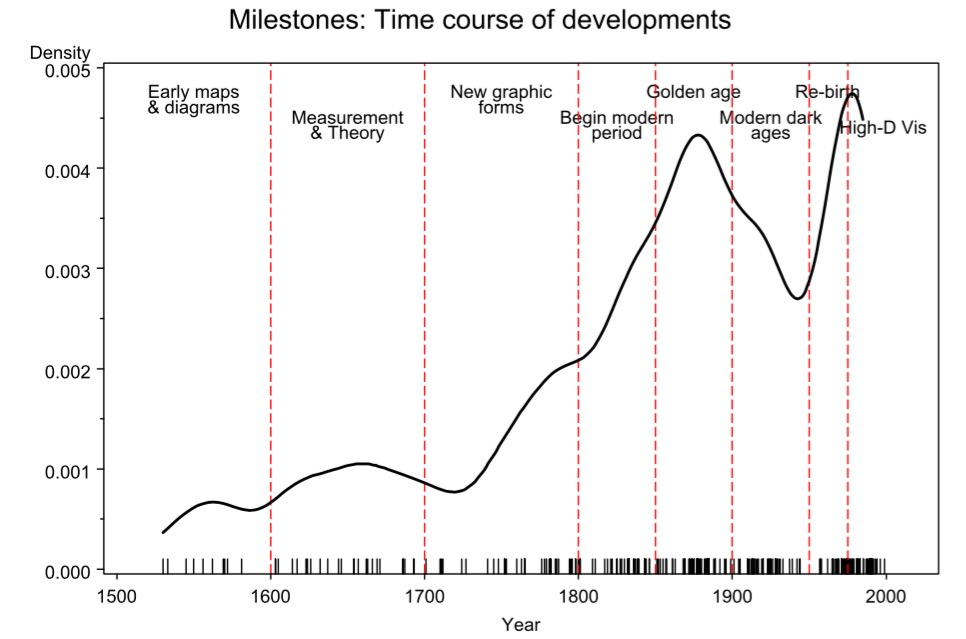 Milestones: Time course of developments
Density
0.005
0.004
0.003
0.002
0.001
0.000
Early maps
& diagrams
Measurement
& Theory
New graphic
forms
Begin modern
period
Golden age
Modern dark
ages
Re-birth
High-D Vis
1500
1600
1700
1800
1900
2000
Year